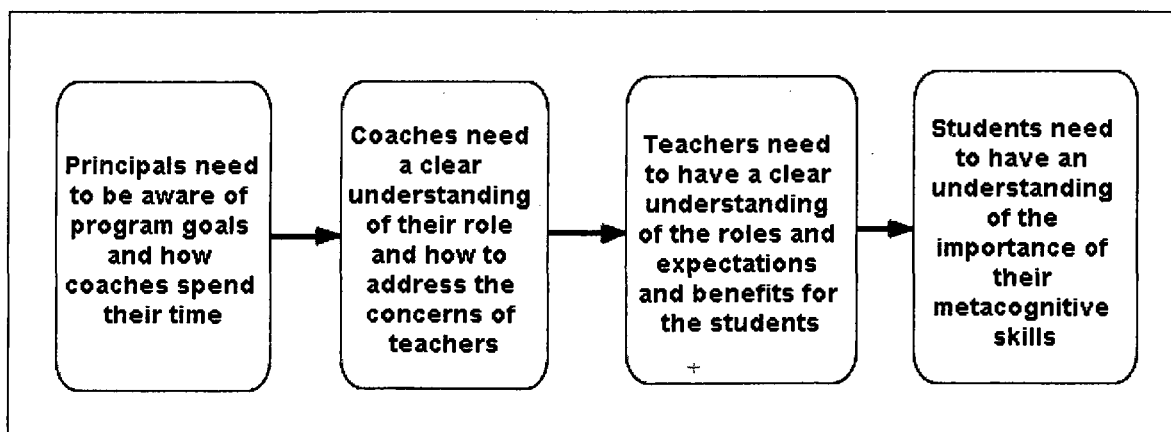 Principals need
to be aware of
program goals
and how
coaches spend
their time
Coaches need
a clear
understanding
of their role
and how to
address the
concerns of
teachers
Teachers need
to have a clear
understanding
of the roles and
expectations
and benefits for
the students
Students need
to have an
understanding
of the
importance of
their
metacognitive
skills